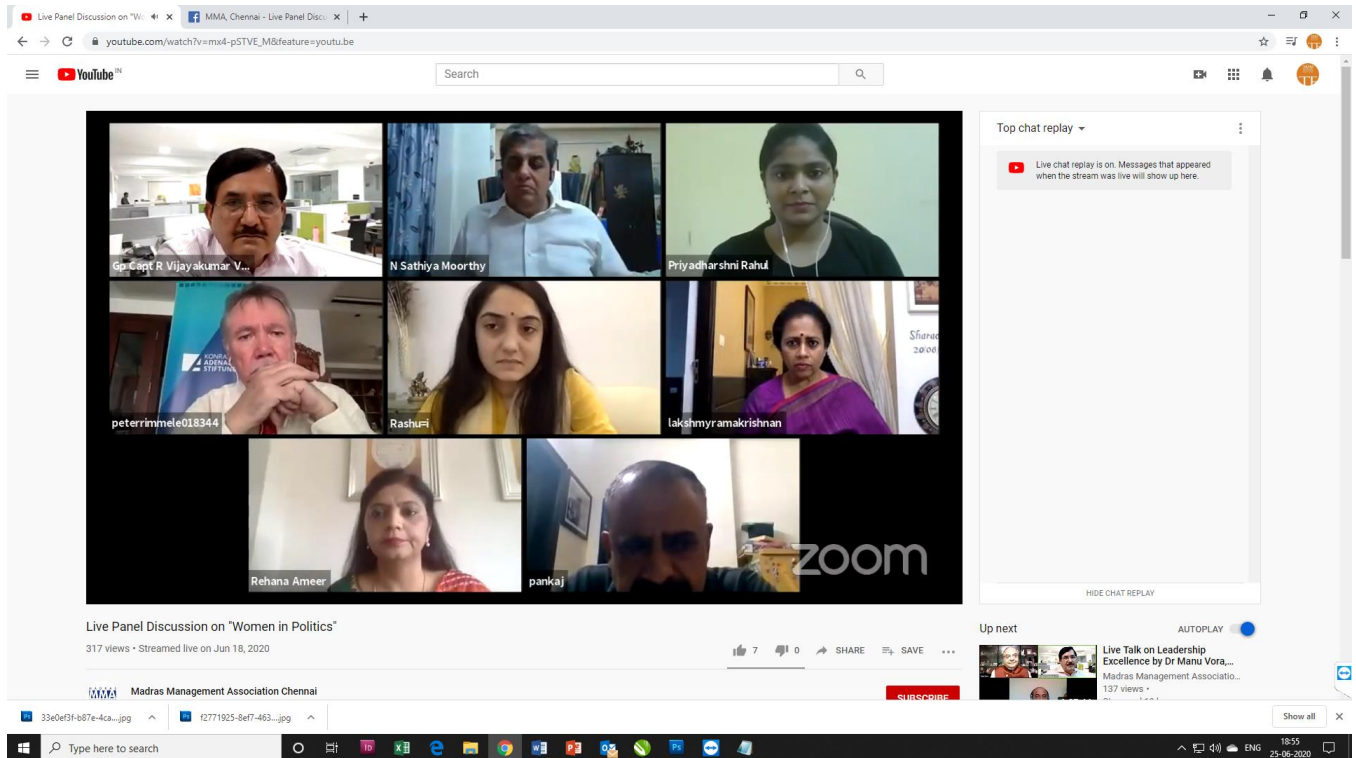 Live Panel Discussion on "Wo
MMA, Chennai - Live Panel Discu
youtube.com/watch?v=mx4-pSTVE_M&feature=youtu.be
YouTube IN
Search
Gp Capt R Vijayakumar V...
N Sathiya Moorthy
Priyadharshni Rahul
KONRA
ADENA
STIFTUN
peterrimmele018344
Rashu
lakshmyramakrishnan
Rehana Ameer
pankaj
zoom
Top chat replay
Live chat replay is on. Messages that appeared
when the stream was live will show up here.
HIDE CHAT REPLAY
Live Panel Discussion on "Women in Politics"
317 views • Streamed live on Jun 18, 2020
7 0 SHARE SAVE
MMA
Madras Management Association Chennai
SUBSCRIBE
Up next
AUTOPLAY
Live Talk on Leadership
Excellence by Dr Manu Vora,...
Madras Management Associatio...
137 views •
33e0ef3f-b87e-4ca....jpg
f2771925-8ef7-463....jpg
Show all
Type here to search
ENG
18:55
25-06-2020